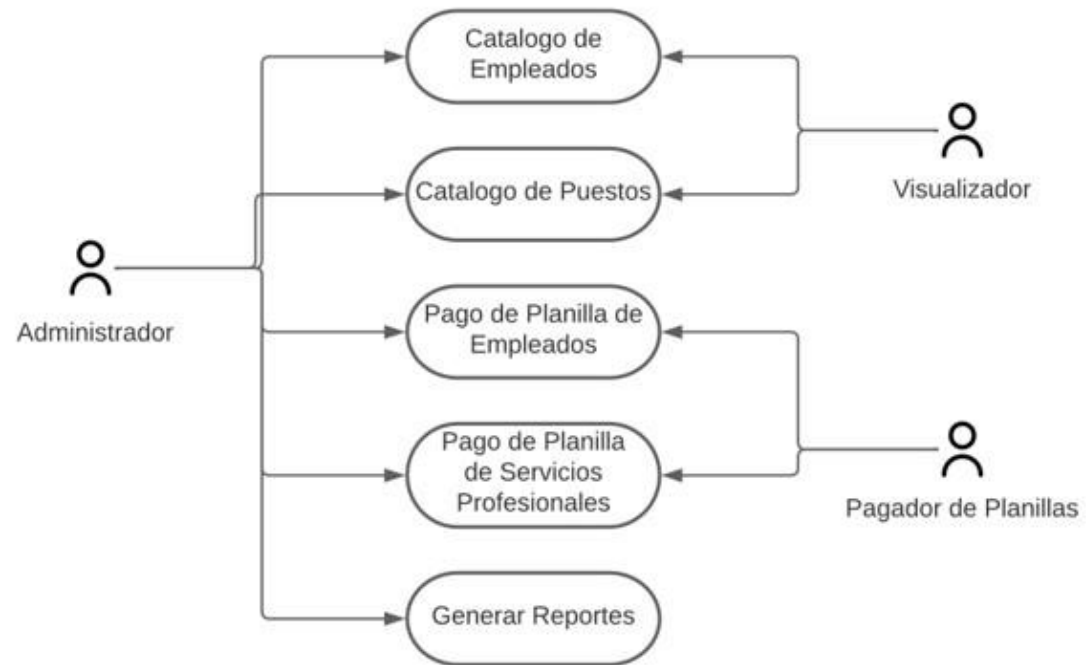 Catalogo de
Empleados
Catalogo de Puestos
Visualizador
Administrador
Pago de Planilla de
Empleados
Pago de Planilla
de Servicios
Profesionales
Pagador de Planillas
Generar Reportes